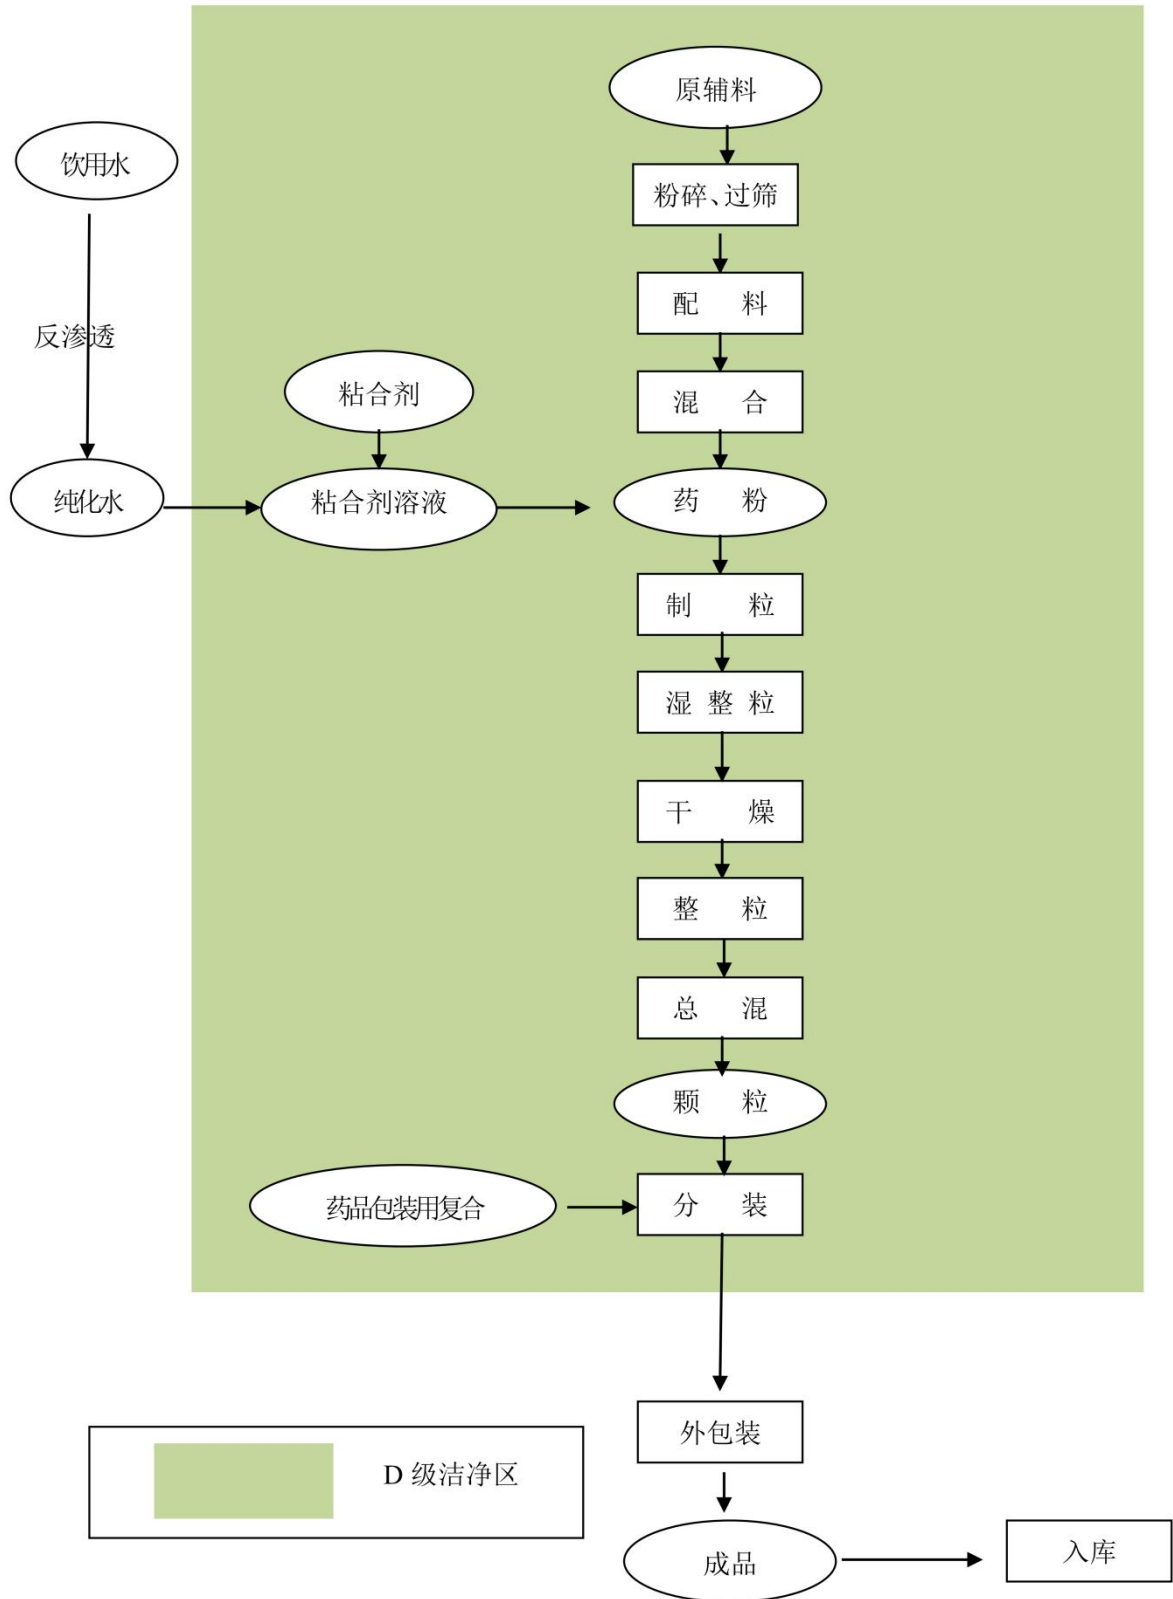 原辅料
饮用水
粉碎、过筛
配 料
反渗透
粘合剂
混 合
纯化水
粘合剂溶液
药 粉
制 粒
湿 整 粒
干 燥
整 粒
总 混
颗 粒
药品包装用复合
分 装
外包装
D 级洁净区
成品
入库